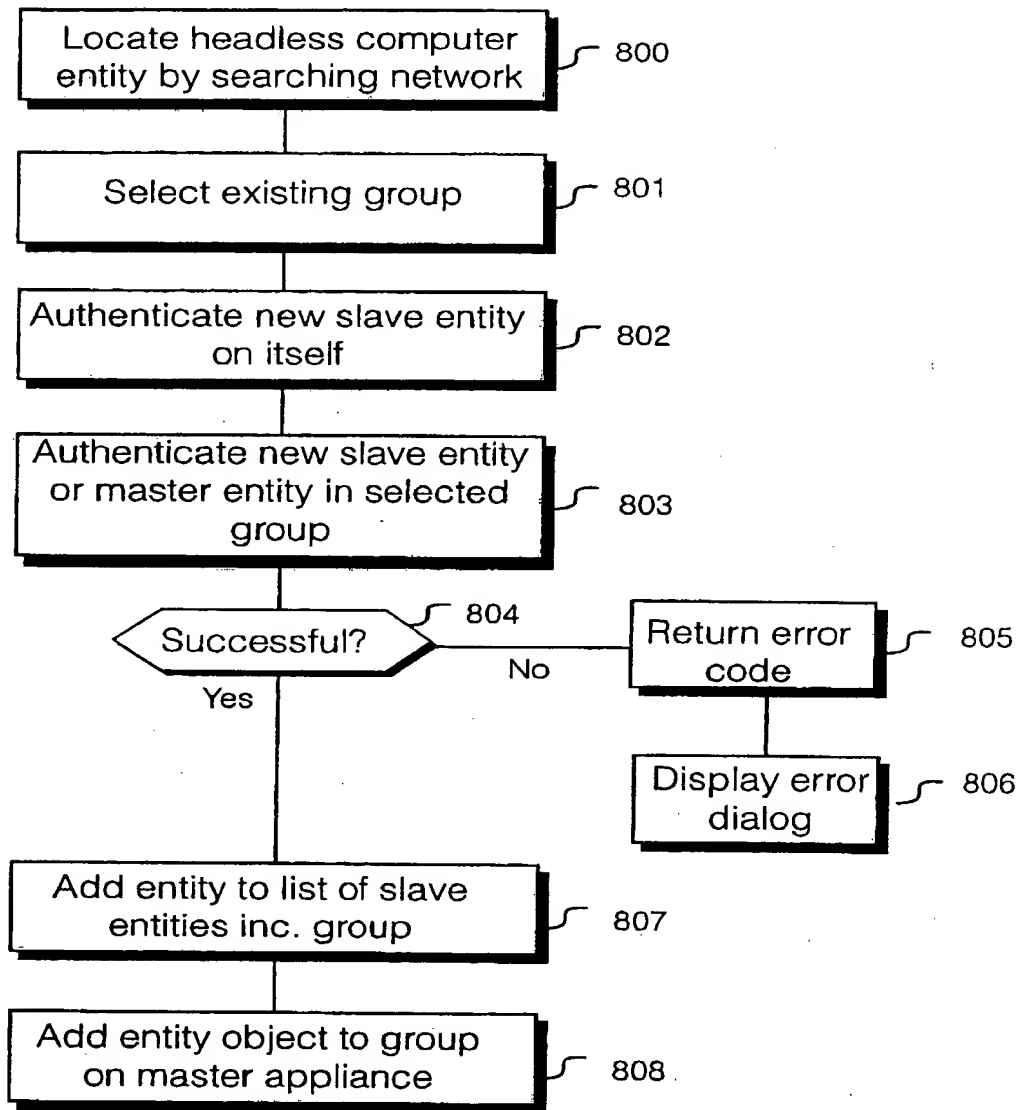 Locate headless computer
entity by searching network
800
Select existing group
801
Authenticate new slave entity
on itself
802
Authenticate new slave entity
or master entity in selected
group
803
Successful?
804
No
Yes
Return error
code
805
Display error
dialog
806
Add entity to list of slave
entities inc. group
807
Add entity object to group
on master appliance
808